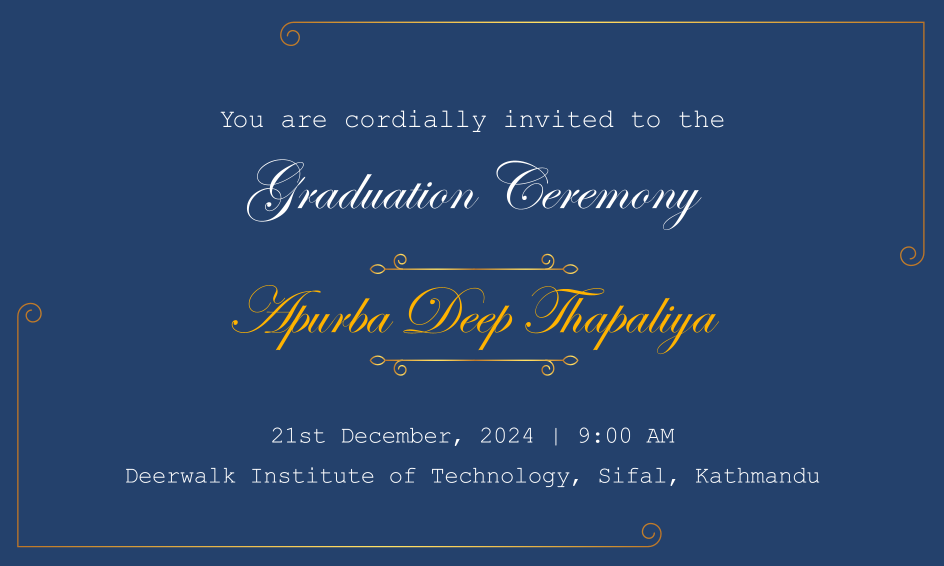 You are cordially invited to the
Graduation Ceremony
Apurba Deep Thapaliya
21st December, 2024 | 9:00 AM
Deerwalk Institute of Technology, Sifal, Kathmandu